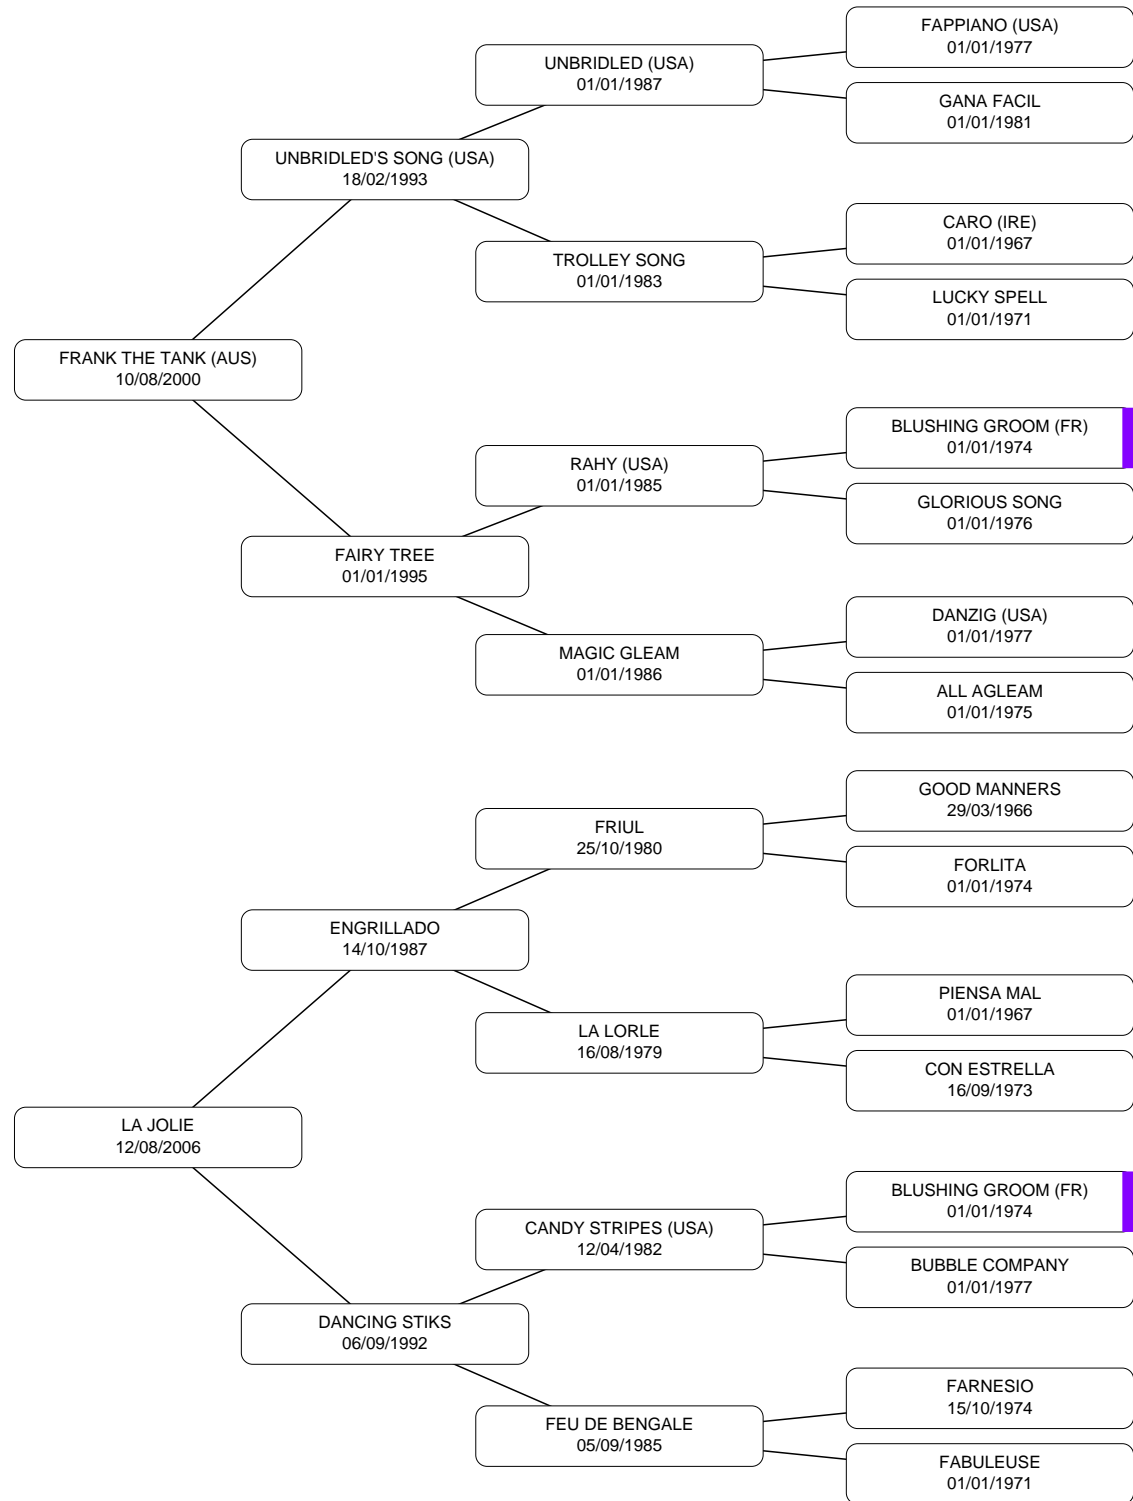 FAPPIANO (USA)
01/01/1977
UNBRIDLED (USA)
01/01/1987
GANA FACIL
01/01/1981
UNBRIDLED'S SONG (USA)
18/02/1993
CARO (IRE)
01/01/1967
TROLLEY SONG
01/01/1983
LUCKY SPELL
01/01/1971
FRANK THE TANK (AUS)
10/08/2000
BLUSHING GROOM (FR)
01/01/1974
RAHY (USA)
01/01/1985
GLORIOUS SONG
01/01/1976
FAIRY TREE
01/01/1995
DANZIG (USA)
01/01/1977
MAGIC GLEAM
01/01/1986
ALL AGLEAM
01/01/1975
GOOD MANNERS
29/03/1966
FRIUL
25/10/1980
FORLITA
01/01/1974
ENGRILLADO
14/10/1987
PIENSA MAL
01/01/1967
LA LORLE
16/08/1979
CON ESTRELLA
16/09/1973
LA JOLIE
12/08/2006
BLUSHING GROOM (FR)
01/01/1974
CANDY STRIPES (USA)
12/04/1982
BUBBLE COMPANY
01/01/1977
DANCING STIKS
06/09/1992
FARNESIO
15/10/1974
FEU DE BENGALE
05/09/1985
FABULEUSE
01/01/1971